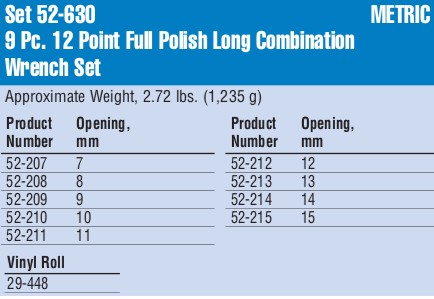 Set 52-630 METRIC
9 Pc. 12 Point Full Polish Long Combination
Wrench Set
Approximate Weight, 2.72 lbs. (1,235 g)
Product Opening, Product Opening,
Number mm Number mm
52-207 7 52-212 12
52-208 8 52-213 13
52-209 9 52-214 14
52-210 10 52-215 15
52-211 11
Vinyl Roll
29-448